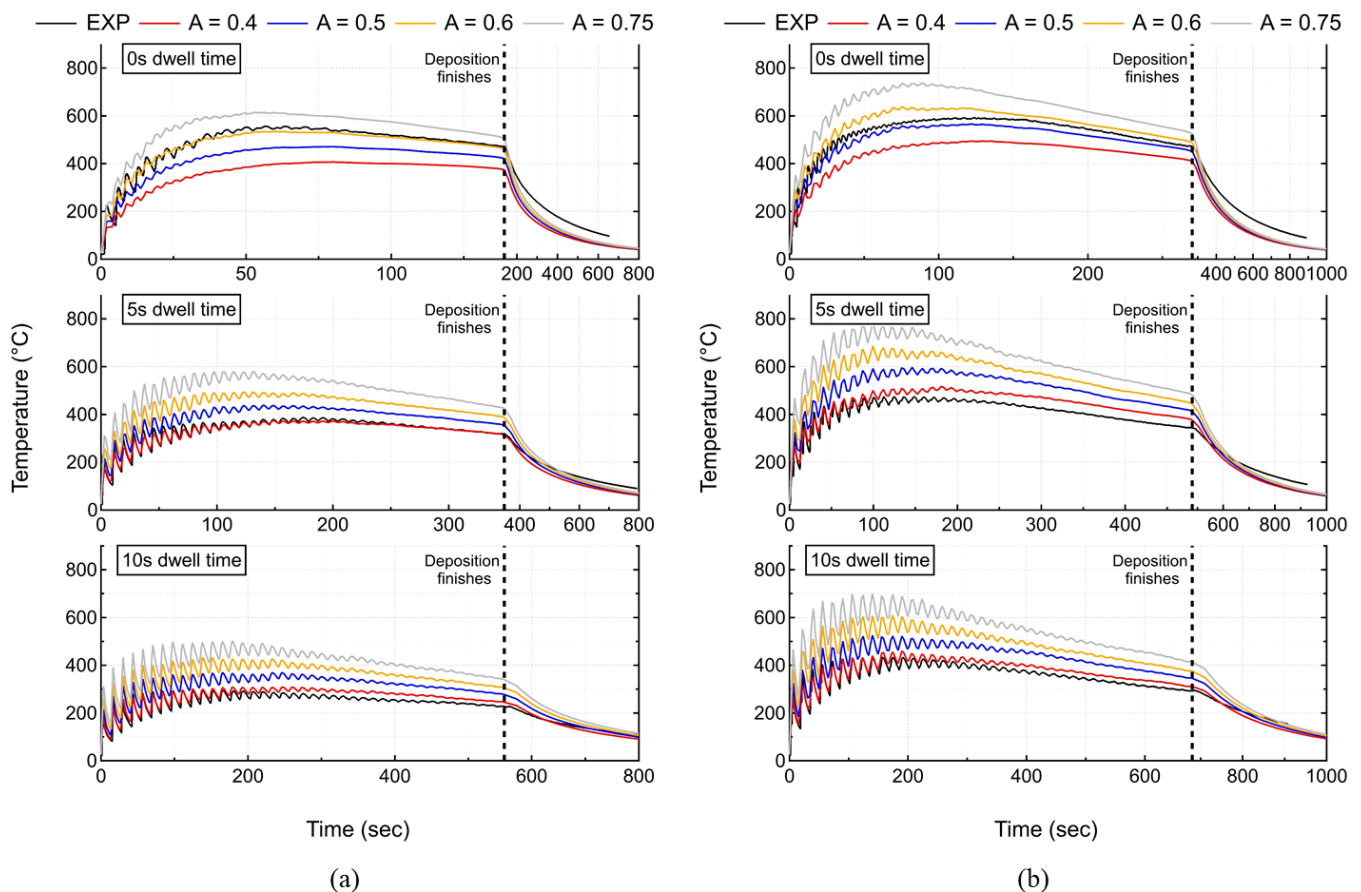 EXP A = 0.4 A = 0.5 A = 0.6 A = 0.75
0s dwell time
Deposition
finishes
800
600
400
200
0
0 50 100 200 400 600 800
5s dwell time
Deposition
finishes
800
600
400
200
0
0 100 200 300 400 600 800
10s dwell time
Deposition
finishes
800
600
400
200
0
0 200 400 600 800
Temperature (°C)
Time (sec)
(a)
EXP A = 0.4 A = 0.5 A = 0.6 A = 0.75
0s dwell time
Deposition
finishes
800
600
400
200
0
0 100 200 400 600 800 1000
5s dwell time
Deposition
finishes
800
600
400
200
0
0 100 200 300 400 600 800 1000
10s dwell time
Deposition
finishes
800
600
400
200
0
0 200 400 600 800 1000
Temperature (°C)
Time (sec)
(b)